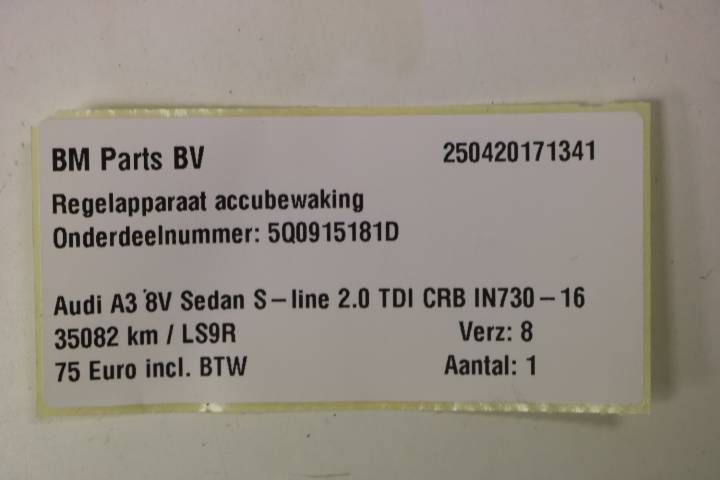 BM Parts BV 250420171341
Regelapparaat accubewaking
Onderdeelnummer: 5Q0915181D
Audi A3 8V Sedan S-line 2.0 TDI CRB IN730-16
35082 km / LS9R Verz: 8
75 Euro incl. BTW Aantal: 1